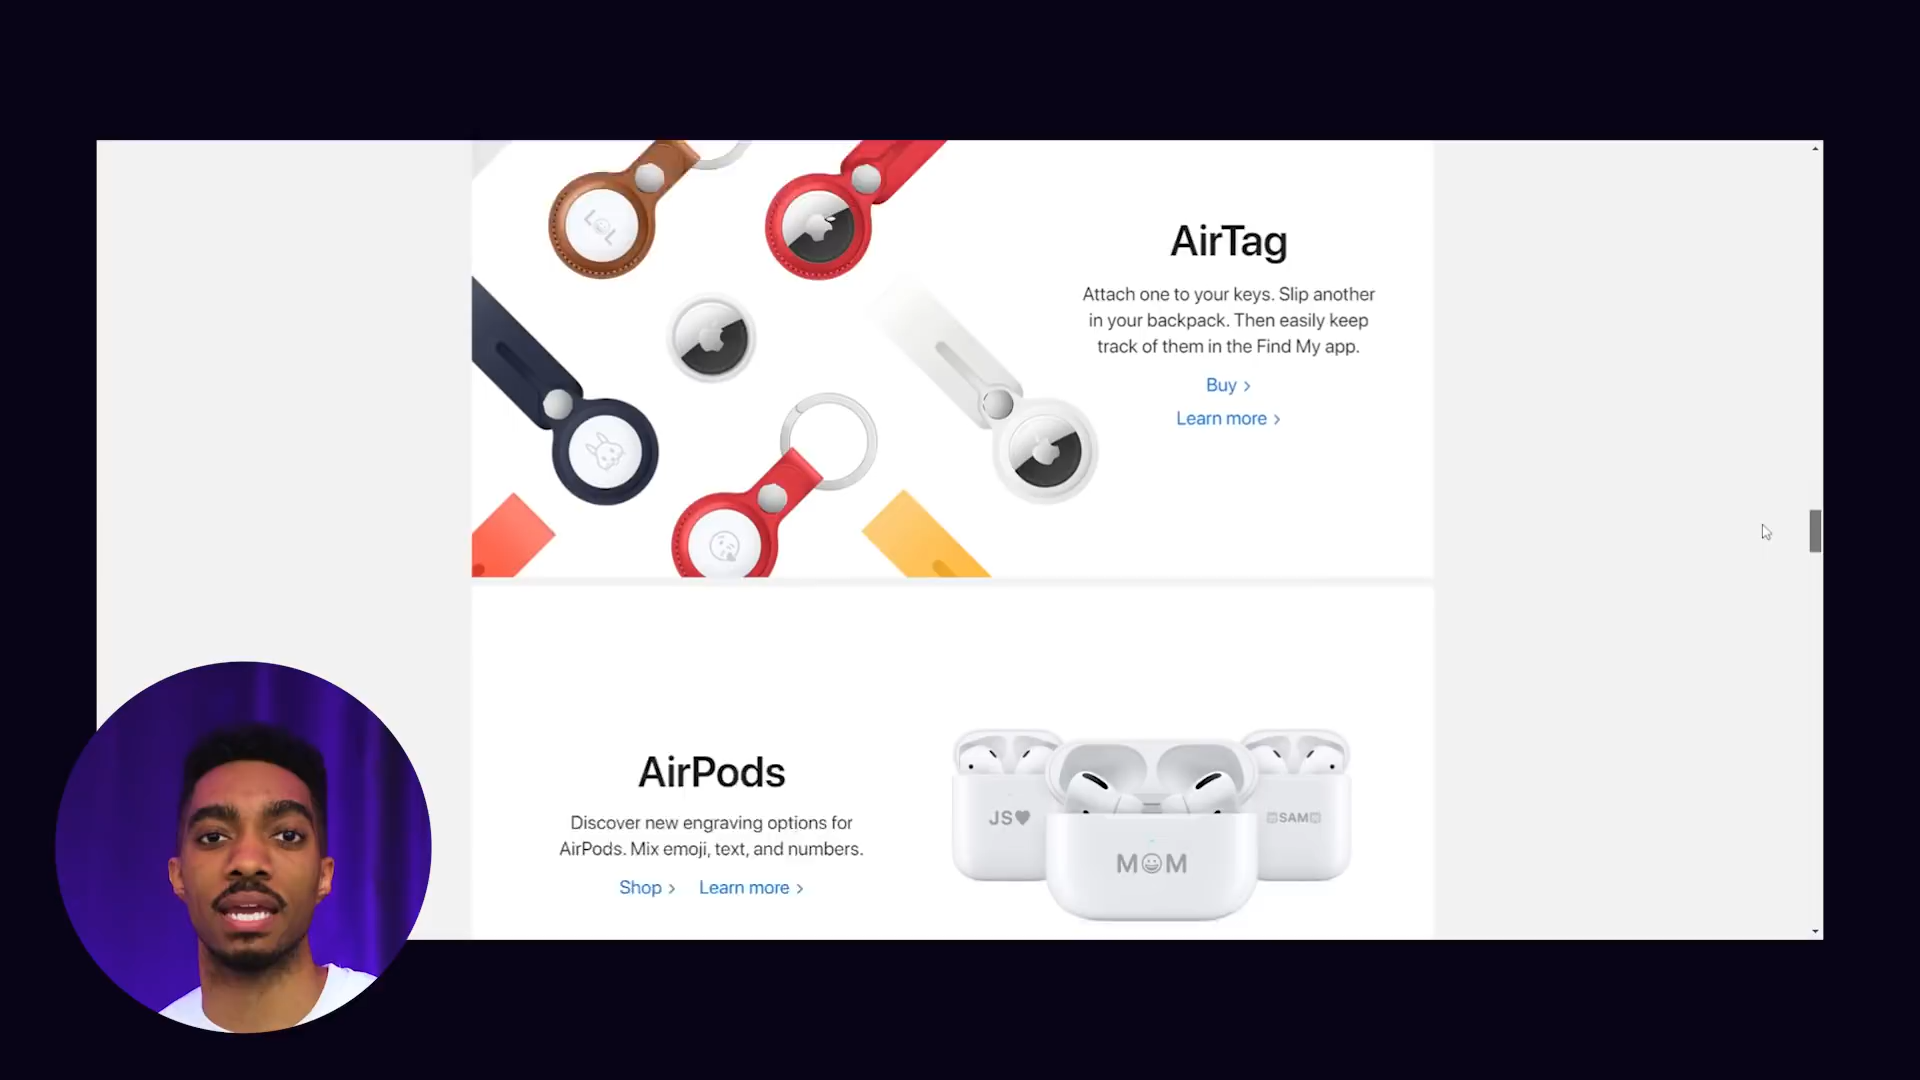 LOL
AirTag
Attach one to your keys. Slip another
in your backpack. Then easily keep
track of them in the Find My app.
Buy >
Learn more >
AirPods
Discover new engraving options for
AirPods. Mix emoji, text, and numbers.
Shop > Learn more >
JS♥
M😀M
SAM